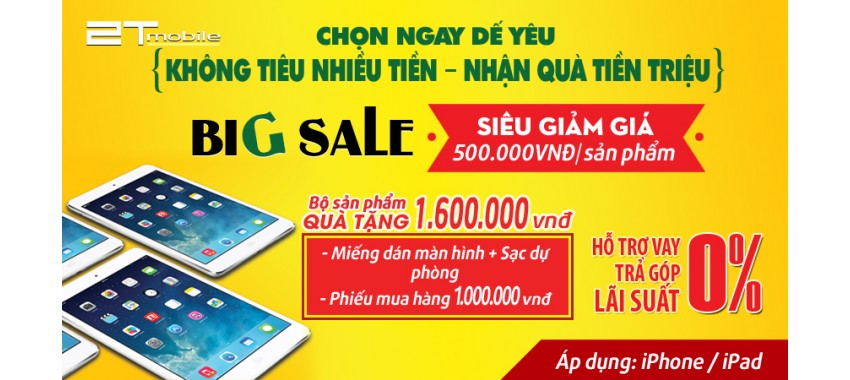 2Tmobile
CHỌN NGAY DẾ YÊU
{KHÔNG TIÊU NHIỀU TIỀN – NHẬN QUÀ TIỀN TRIỆU}
BIG SALE
SIÊU GIẢM GIÁ
500.000VNĐ/sản phẩm
Bộ sản phẩm
QUÀ TẶNG 1.600.000 vnđ
- Miếng dán màn hình + Sạc dự
phòng
- Phiếu mua hàng 1.000.000 vnđ
HỖ TRỢ VAY
TRẢ GÓP
LÃI SUẤT 0%
Áp dụng: iPhone / iPad